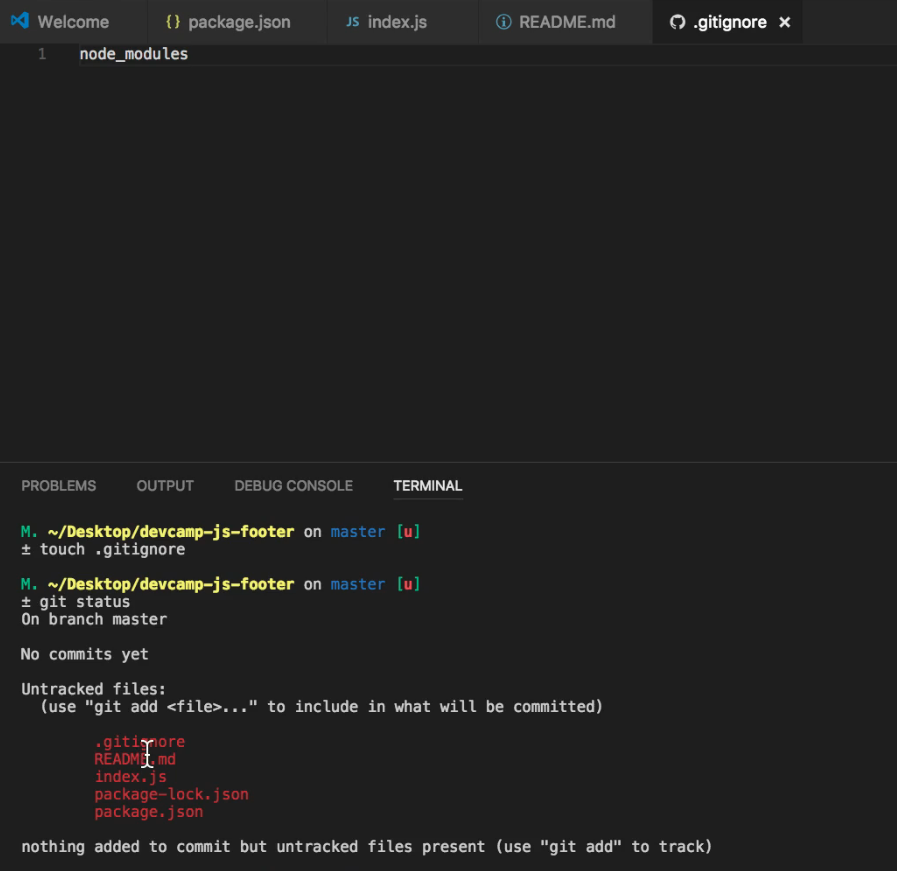 Welcome {} package.json JS index.js README.md .gitignore ×
1 node_modules
PROBLEMS OUTPUT DEBUG CONSOLE TERMINAL
M. ~/Desktop/devcamp-js-footer on master [u]
± touch .gitignore
M. ~/Desktop/devcamp-js-footer on master [u]
± git status
On branch master
No commits yet
Untracked files:
(use "git add <file>..." to include in what will be committed)
.gitignore
README.md
index.js
package-lock.json
package.json
nothing added to commit but untracked files present (use "git add" to track)